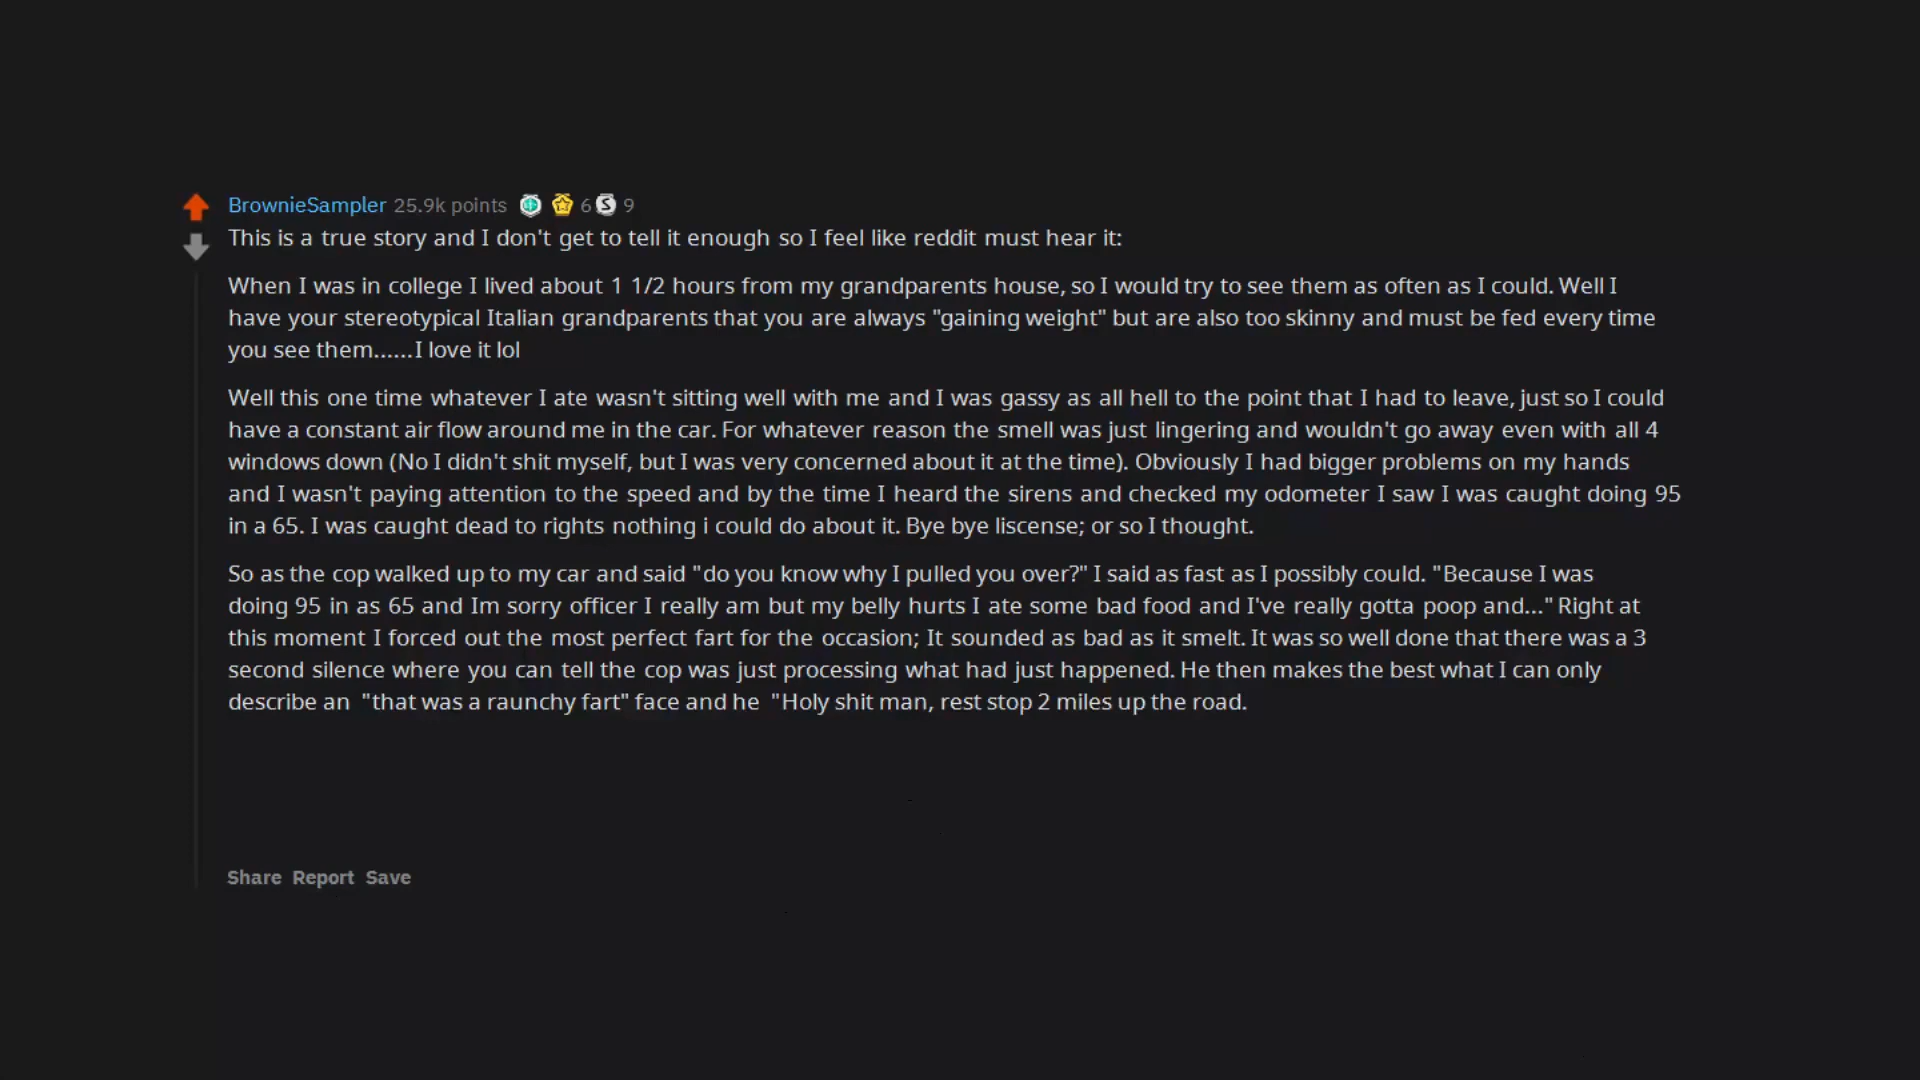 BrownieSampler 25.9k points 6 9
This is a true story and I don't get to tell it enough so I feel like reddit must hear it:
When I was in college I lived about 1 1/2 hours from my grandparents house, so I would try to see them as often as I could. Well I
have your stereotypical Italian grandparents that you are always "gaining weight" but are also too skinny and must be fed every time
you see them......I love it lol
Well this one time whatever I ate wasn't sitting well with me and I was gassy as all hell to the point that I had to leave, just so I could
have a constant air flow around me in the car. For whatever reason the smell was just lingering and wouldn't go away even with all 4
windows down (No I didn't shit myself, but I was very concerned about it at the time). Obviously I had bigger problems on my hands
and I wasn't paying attention to the speed and by the time I heard the sirens and checked my odometer I saw I was caught doing 95
in a 65. I was caught dead to rights nothing i could do about it. Bye bye liscense; or so I thought.
So as the cop walked up to my car and said "do you know why I pulled you over?" I said as fast as I possibly could. "Because I was
doing 95 in as 65 and Im sorry officer I really am but my belly hurts I ate some bad food and I've really gotta poop and..." Right at
this moment I forced out the most perfect fart for the occasion; It sounded as bad as it smelt. It was so well done that there was a 3
second silence where you can tell the cop was just processing what had just happened. He then makes the best what I can only
describe an "that was a raunchy fart" face and he "Holy shit man, rest stop 2 miles up the road.
Share Report Save